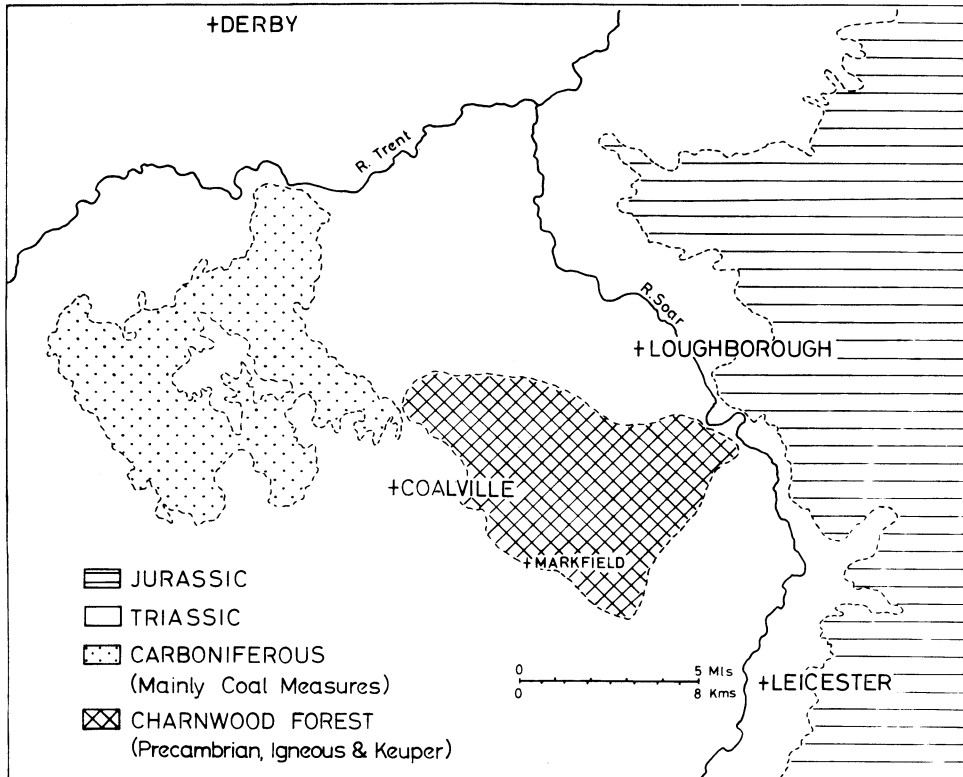 +DERBY
R. Trent
R. Soar
+LOUGHBOROUGH
+COALVILLE
+MARKFIELD
JURASSIC
TRIASSIC
CARBONIFEROUS
(Mainly Coal Measures)
CHARNWOOD FOREST
(Precambrian, Igneous & Keuper)
0 5 Mls
0 8 Kms
+LEICESTER